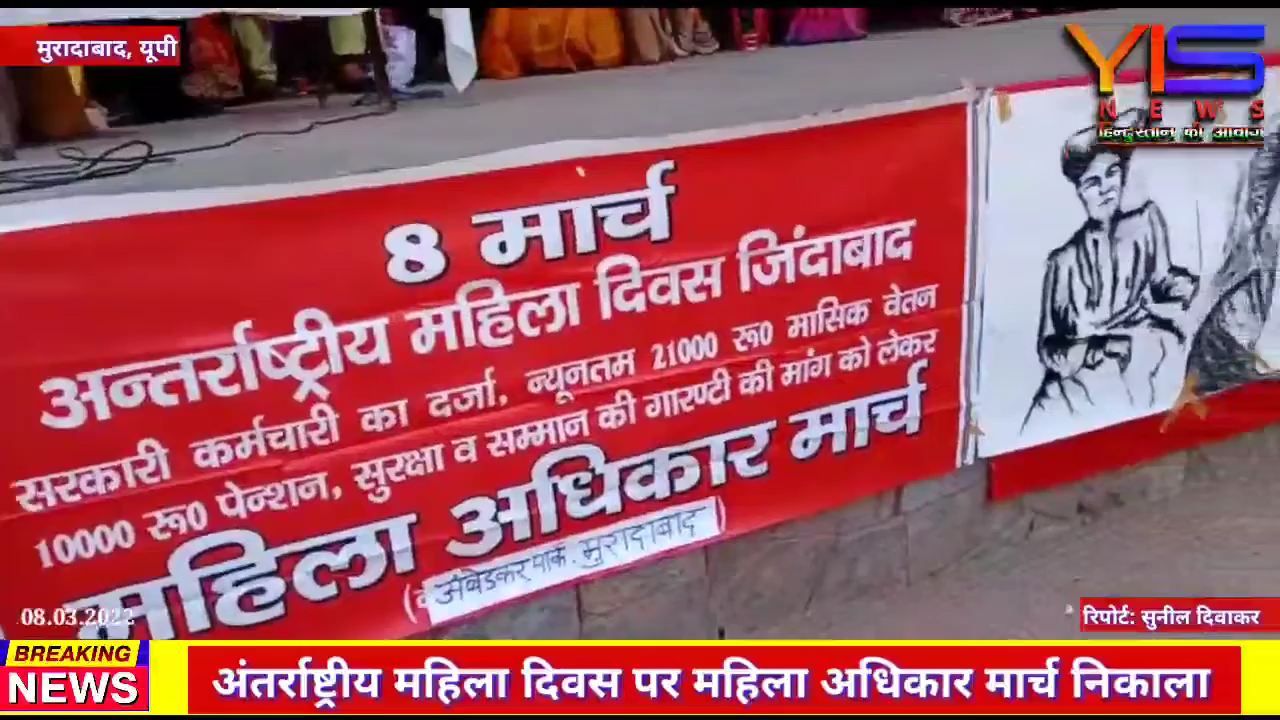 मुरादाबाद, यूपी
YIS
NEWS
हिन्दुस्तान की आवाज
8 मार्च
अन्तर्राष्ट्रीय महिला दिवस जिंदाबाद
सरकारी कर्मचारी का दर्जा, न्यूनतम 21000 रू0 मासिक वेतन
10000 रू0 पेन्शन, सुरक्षा व सम्मान की गारण्टी की मांग को लेकर
महिला अधिकार मार्च
अंबेडकर पार्क. मुरादाबाद
08.03.2022
रिपोर्ट: सुनील दिवाकर
BREAKING
NEWS
अंतर्राष्ट्रीय महिला दिवस पर महिला अधिकार मार्च निकाला